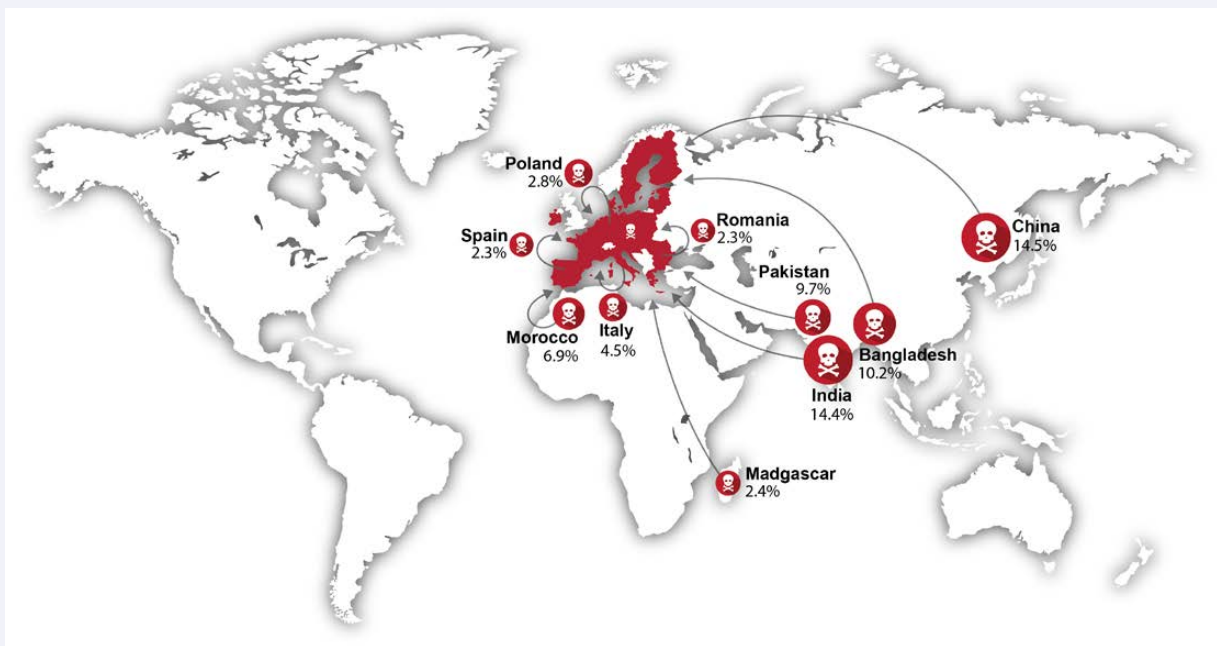 Poland
2.8%
Spain
2.3%
Romania
2.3%
China
14.5%
Pakistan
9.7%
Morocco
6.9%
Italy
4.5%
Bangladesh
10.2%
India
14.4%
Madagascar
2.4%